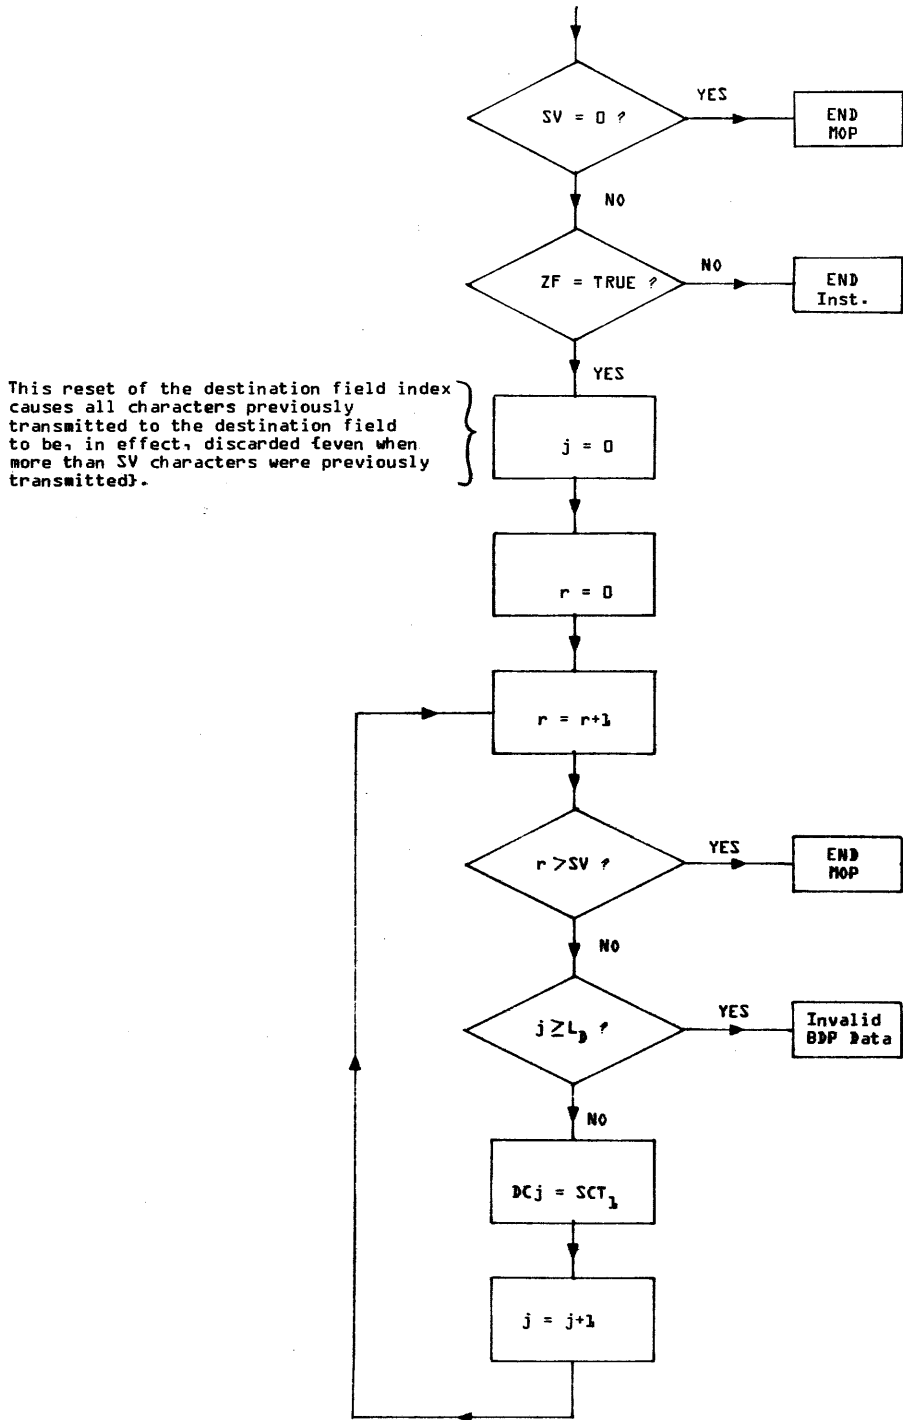 SV = 0 ?
YES
END
MOP
NO
ZF = TRUE ?
NO
END
Inst.
YES
This reset of the destination field index
causes all characters previously
transmitted to the destination field
to be, in effect, discarded {even when
more than SV characters were previously
transmitted}.
j = 0
r = 0
r = r+1
r >SV ?
YES
END
MOP
NO
j ≥ L_D ?
YES
Invalid
BDP Data
NO
DCj = SCT_1
j = j+1